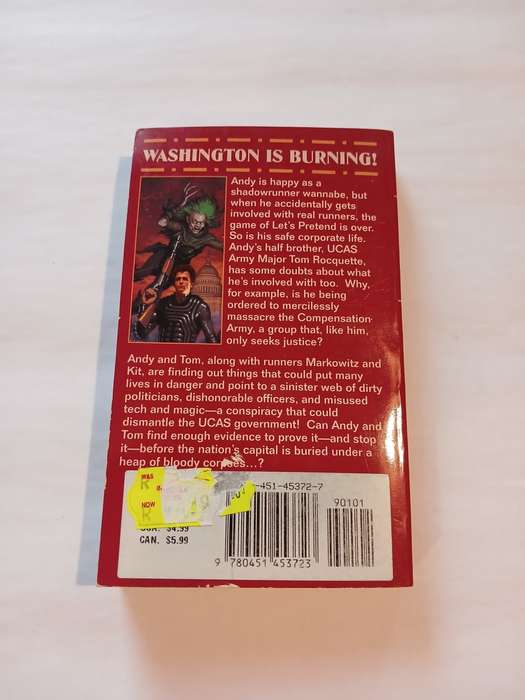 WASHINGTON IS BURNING!
Andy is happy as a
shadowrunner wannabe, but
when he accidentally gets
involved with real runners, the
game of Let's Pretend is over.
So is his safe corporate life.
Andy's half brother, UCAS
Army Major Tom Rocquette,
has some doubts about what
he's involved with too. Why,
for example, is he being
ordered to mercilessly
massacre the Compensation
Army, a group that, like him,
only seeks justice?
Andy and Tom, along with runners Markowitz and
Kit, are finding out things that could put many
lives in danger and point to a sinister web of dirty
politicians, dishonorable officers, and misused
tech and magic—a conspiracy that could
dismantle the UCAS government! Can Andy and
Tom find enough evidence to prove it—and stop
it—before the nation's capital is buried under a
heap of bloody corpses...?
WAS
R
NOW
R
-451-45372-7
90101
$4.99
CAN. $5.99
9 780451 453723